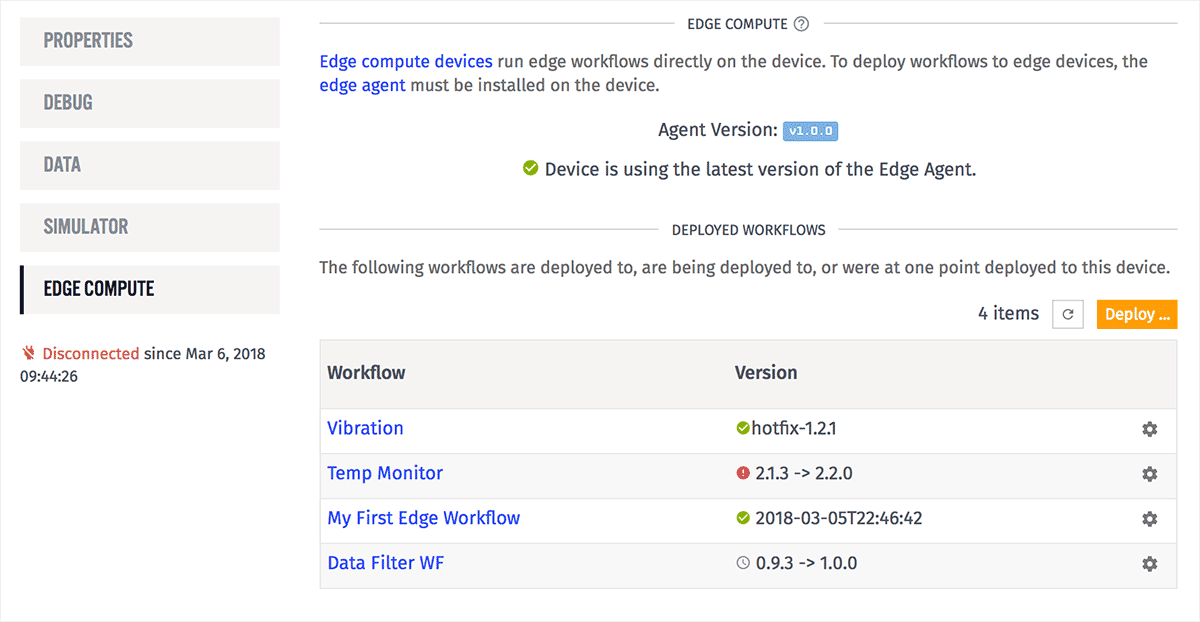 PROPERTIES
DEBUG
DATA
SIMULATOR
EDGE COMPUTE
Disconnected since Mar 6, 2018
09:44:26
EDGE COMPUTE ?
Edge compute devices run edge workflows directly on the device. To deploy workflows to edge devices, the
edge agent must be installed on the device.
Agent Version: v1.0.0
Device is using the latest version of the Edge Agent.
DEPLOYED WORKFLOWS
The following workflows are deployed to, are being deployed to, or were at one point deployed to this device.
4 items Deploy ...
Workflow Version
Vibration hotfix-1.2.1
Temp Monitor 2.1.3 -> 2.2.0
My First Edge Workflow 2018-03-05T22:46:42
Data Filter WF 0.9.3 -> 1.0.0